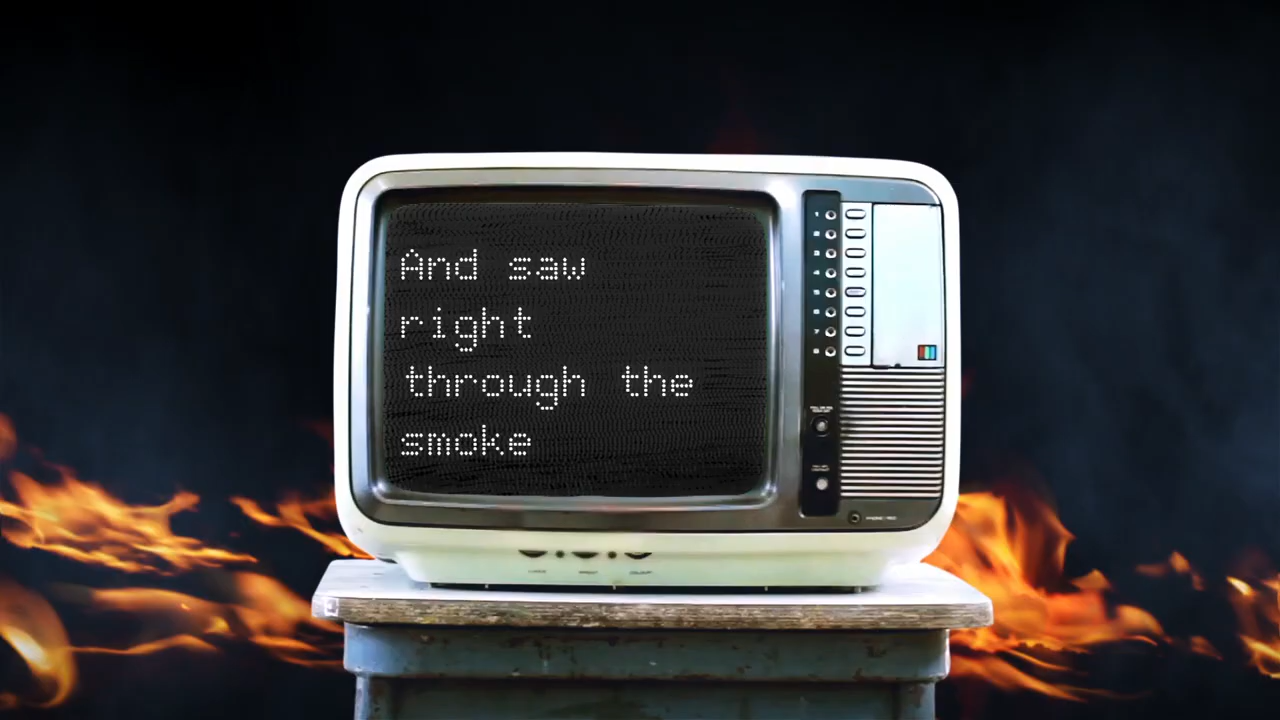 And saw
right
through the
smoke